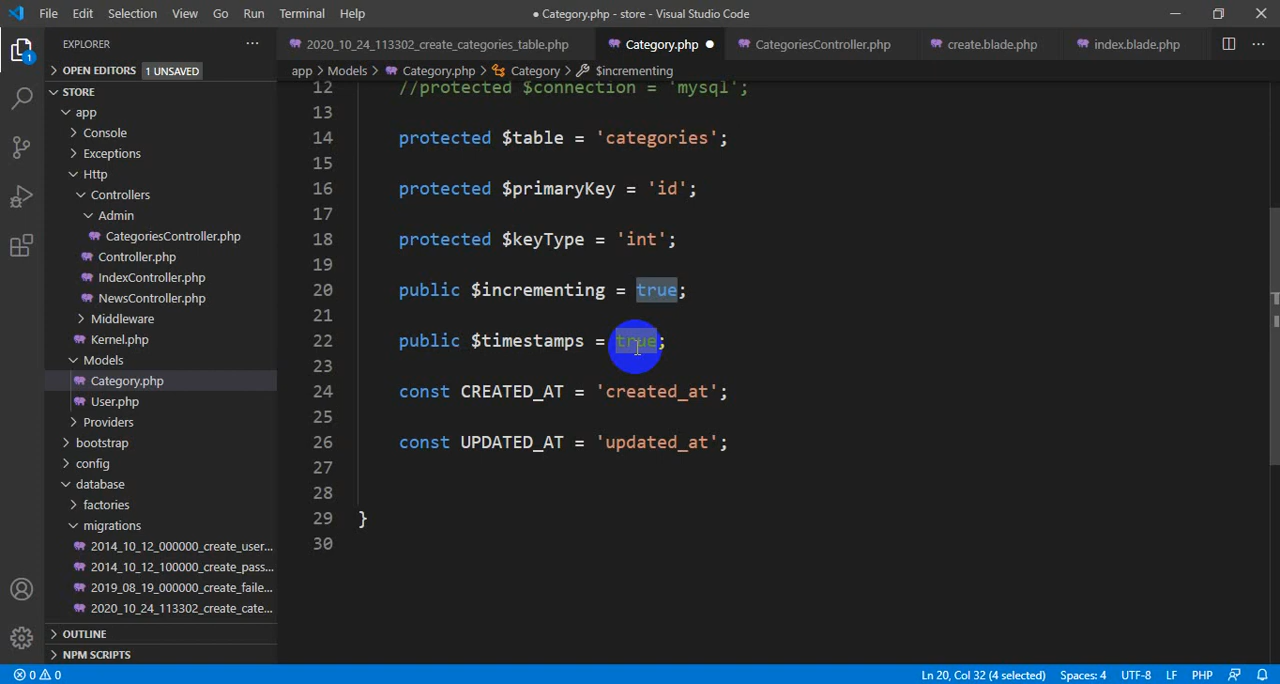 File Edit Selection View Go Run Terminal Help
● Category.php - store - Visual Studio Code
EXPLORER
2020_10_24_113302_create_categories_table.php
Category.php
CategoriesController.php
create.blade.php
index.blade.php
OPEN EDITORS 1 UNSAVED
app > Models > Category.php > Category > $incrementing
STORE
app
Console
Exceptions
Http
Controllers
Admin
CategoriesController.php
Controller.php
IndexController.php
NewsController.php
Middleware
Kernel.php
Models
Category.php
User.php
Providers
bootstrap
config
database
factories
migrations
2014_10_12_000000_create_user...
2014_10_12_100000_create_pass...
2019_08_19_000000_create_faile...
2020_10_24_113302_create_cate...
OUTLINE
NPM SCRIPTS
1
12 //protected $connection = 'mysql';
13
14 protected $table = 'categories';
15
16 protected $primaryKey = 'id';
17
18 protected $keyType = 'int';
19
20 public $incrementing = true;
21
22 public $timestamps = true;
23
24 const CREATED_AT = 'created_at';
25
26 const UPDATED_AT = 'updated_at';
27
28
29 }
30
0 0
Ln 20, Col 32 (4 selected) Spaces: 4 UTF-8 LF PHP